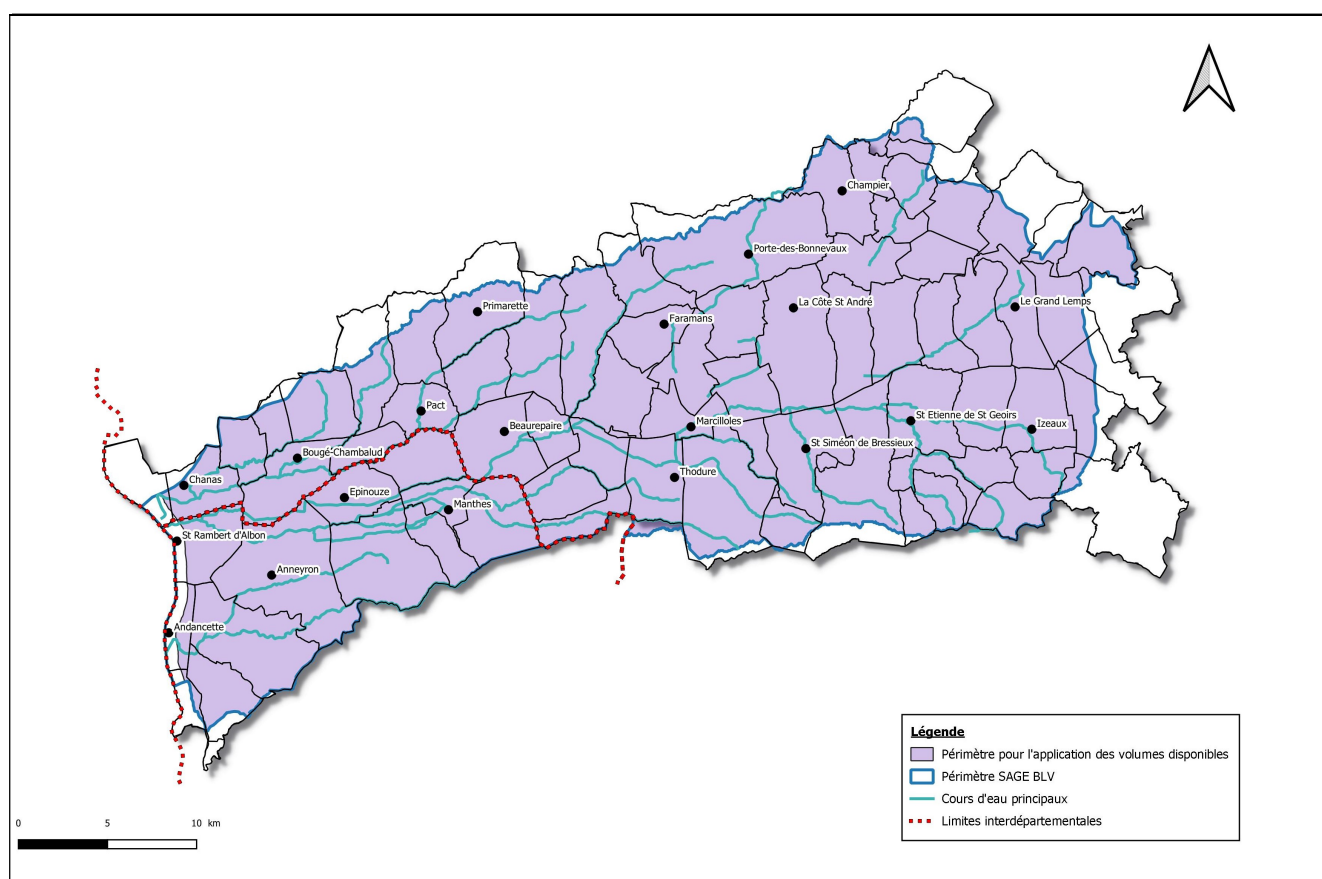 Champier
Porte-des-Bonnevaux
La Côte St André
Le Grand Lemps
Primarette
Faramans
Pact
Beaurepaire
Marcilloles
St Etienne de St Geoirs
Izeaux
St Siméon de Bressieux
Bougé-Chambalud
Thodure
Chanas
Epinouze
Manthes
St Rambert d'Albon
Anneyron
Andancette
Légende
Périmètre pour l'application des volumes disponibles
Périmètre SAGE BLV
Cours d'eau principaux
Limites interdépartementales
0 5 10 km